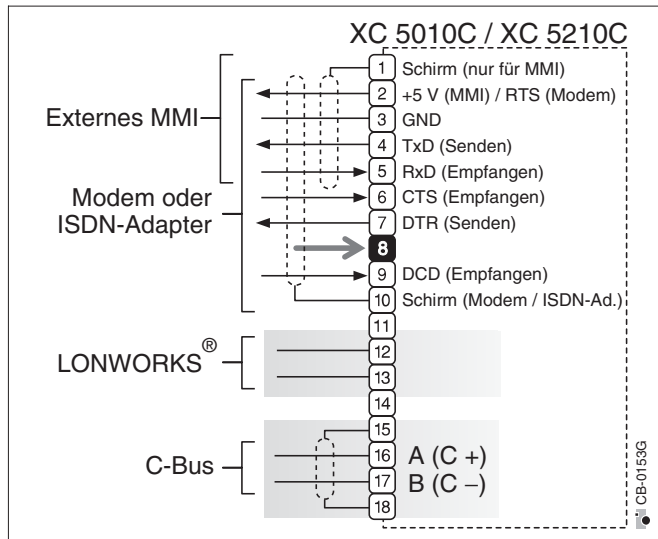 XC 5010C / XC 5210C
Externes MMI
Modem oder
ISDN-Adapter
LONWORKS®
C-Bus
1 Schirm (nur für MMI)
2 +5 V (MMI) / RTS (Modem)
3 GND
4 TxD (Senden)
5 RxD (Empfangen)
6 CTS (Empfangen)
7 DTR (Senden)
8
9 DCD (Empfangen)
10 Schirm (Modem / ISDN-Ad.)
11
12
13
14
15
16 A (C +)
17 B (C –)
18
CB-0153G